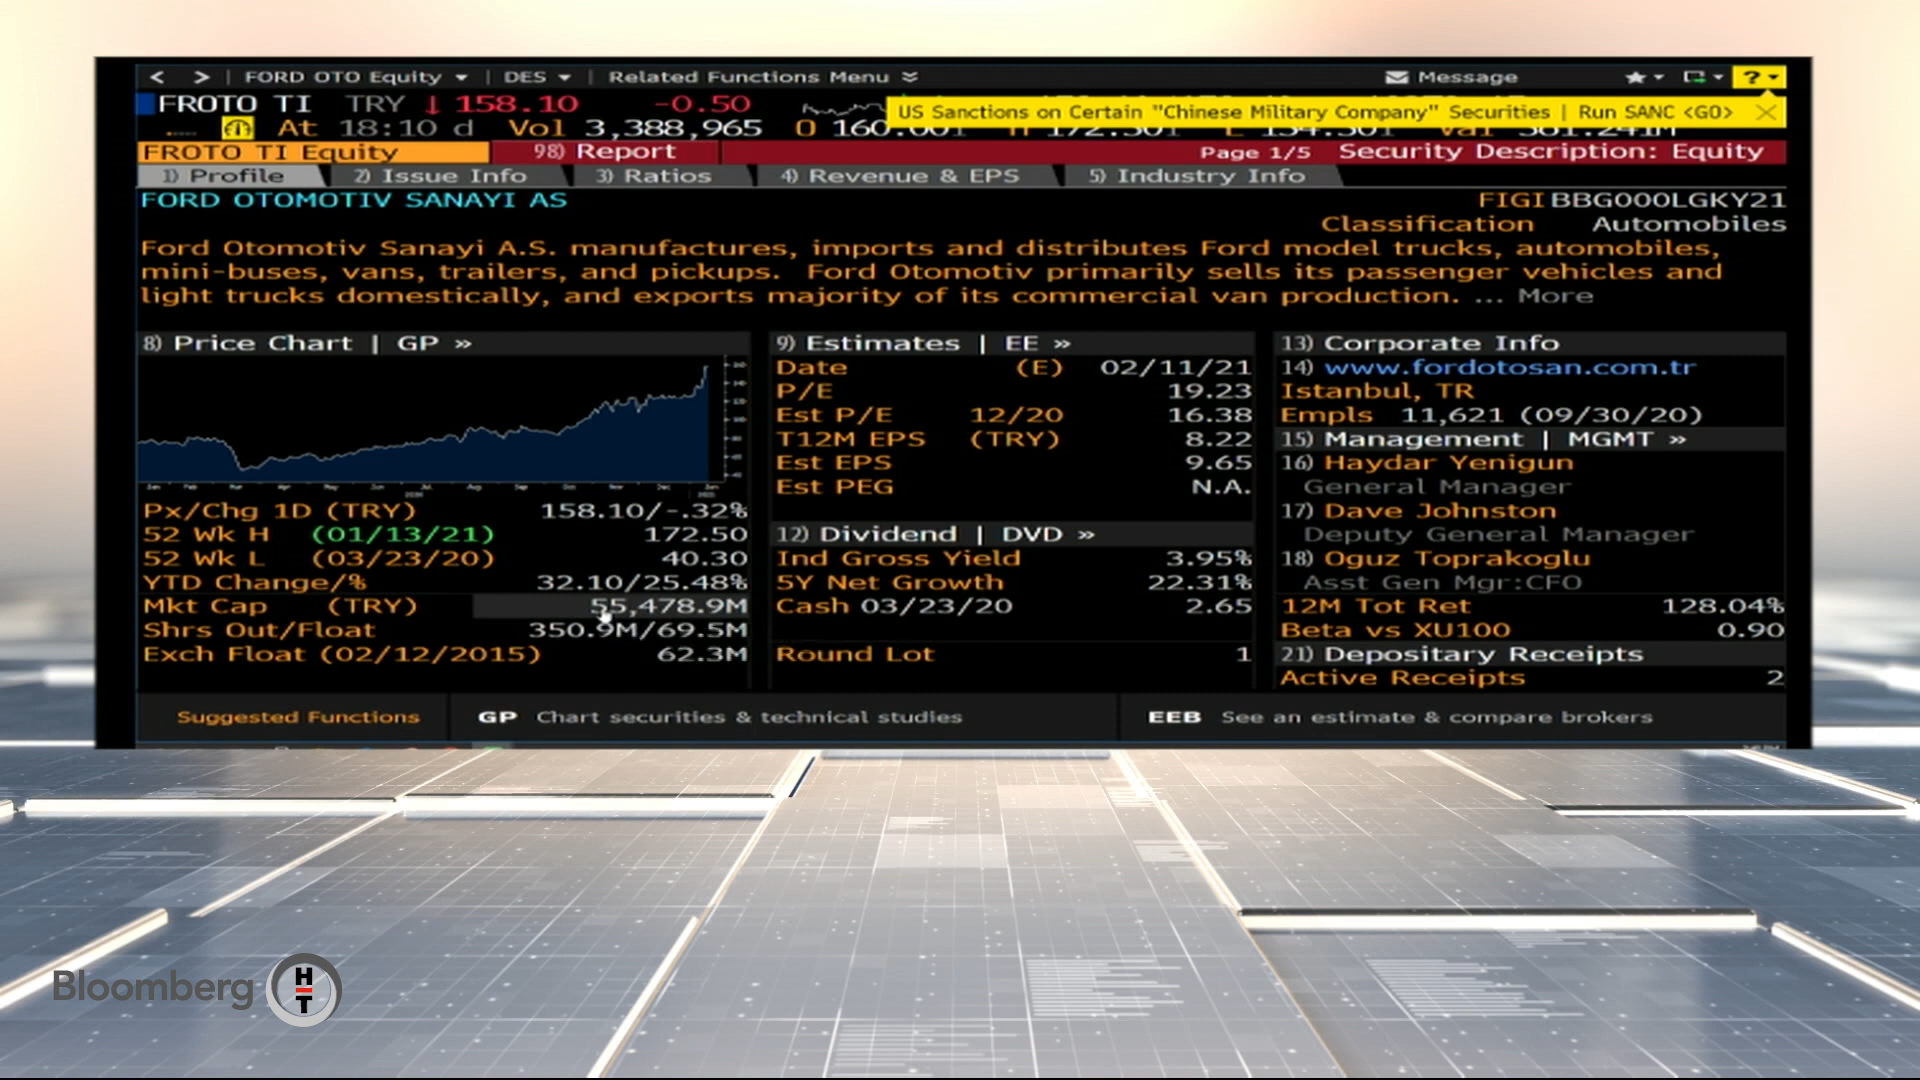 < > | FORD OTO Equity ▾ | DES ▾ | Related Functions Menu Message
FROTO TI TRY ↓ 158.10 -0.50
US Sanctions on Certain "Chinese Military Company" Securities | Run SANC <GO>
At 18:10 d Vol 3,388,965 O 160.
FROTO TI Equity 98) Report Page 1/5 Security Description: Equity
1) Profile 2) Issue Info 3) Ratios 4) Revenue & EPS 5) Industry Info
FORD OTOMOTIV SANAYI AS FIGI BBG000LGKY21
Classification Automobiles
Ford Otomotiv Sanayi A.S. manufactures, imports and distributes Ford model trucks, automobiles,
mini-buses, vans, trailers, and pickups. Ford Otomotiv primarily sells its passenger vehicles and
light trucks domestically, and exports majority of its commercial van production. ... More
8) Price Chart | GP »
Px/Chg 1D (TRY) 158.10/-.32%
52 Wk H (01/13/21) 172.50
52 Wk L (03/23/20) 40.30
YTD Change/% 32.10/25.48%
Mkt Cap (TRY) 55,478.9M
Shrs Out/Float 350.9M/69.5M
Exch Float (02/12/2015) 62.3M
9) Estimates | EE »
Date (E) 02/11/21
P/E 19.23
Est P/E 12/20 16.38
T12M EPS (TRY) 8.22
Est EPS 9.65
Est PEG N.A.
12) Dividend | DVD »
Ind Gross Yield 3.95%
5Y Net Growth 22.31%
Cash 03/23/20 2.65
Round Lot 1
13) Corporate Info
14) www.fordotosan.com.tr
Istanbul, TR
Empls 11,621 (09/30/20)
15) Management | MGMT »
16) Haydar Yenigun
General Manager
17) Dave Johnston
Deputy General Manager
18) Oguz Toprakoglu
Asst Gen Mgr:CFO
12M Tot Ret 128.04%
Beta vs XU100 0.90
21) Depositary Receipts
Active Receipts 2
Suggested Functions GP Chart securities & technical studies EEB See an estimate & compare brokers
Bloomberg HT